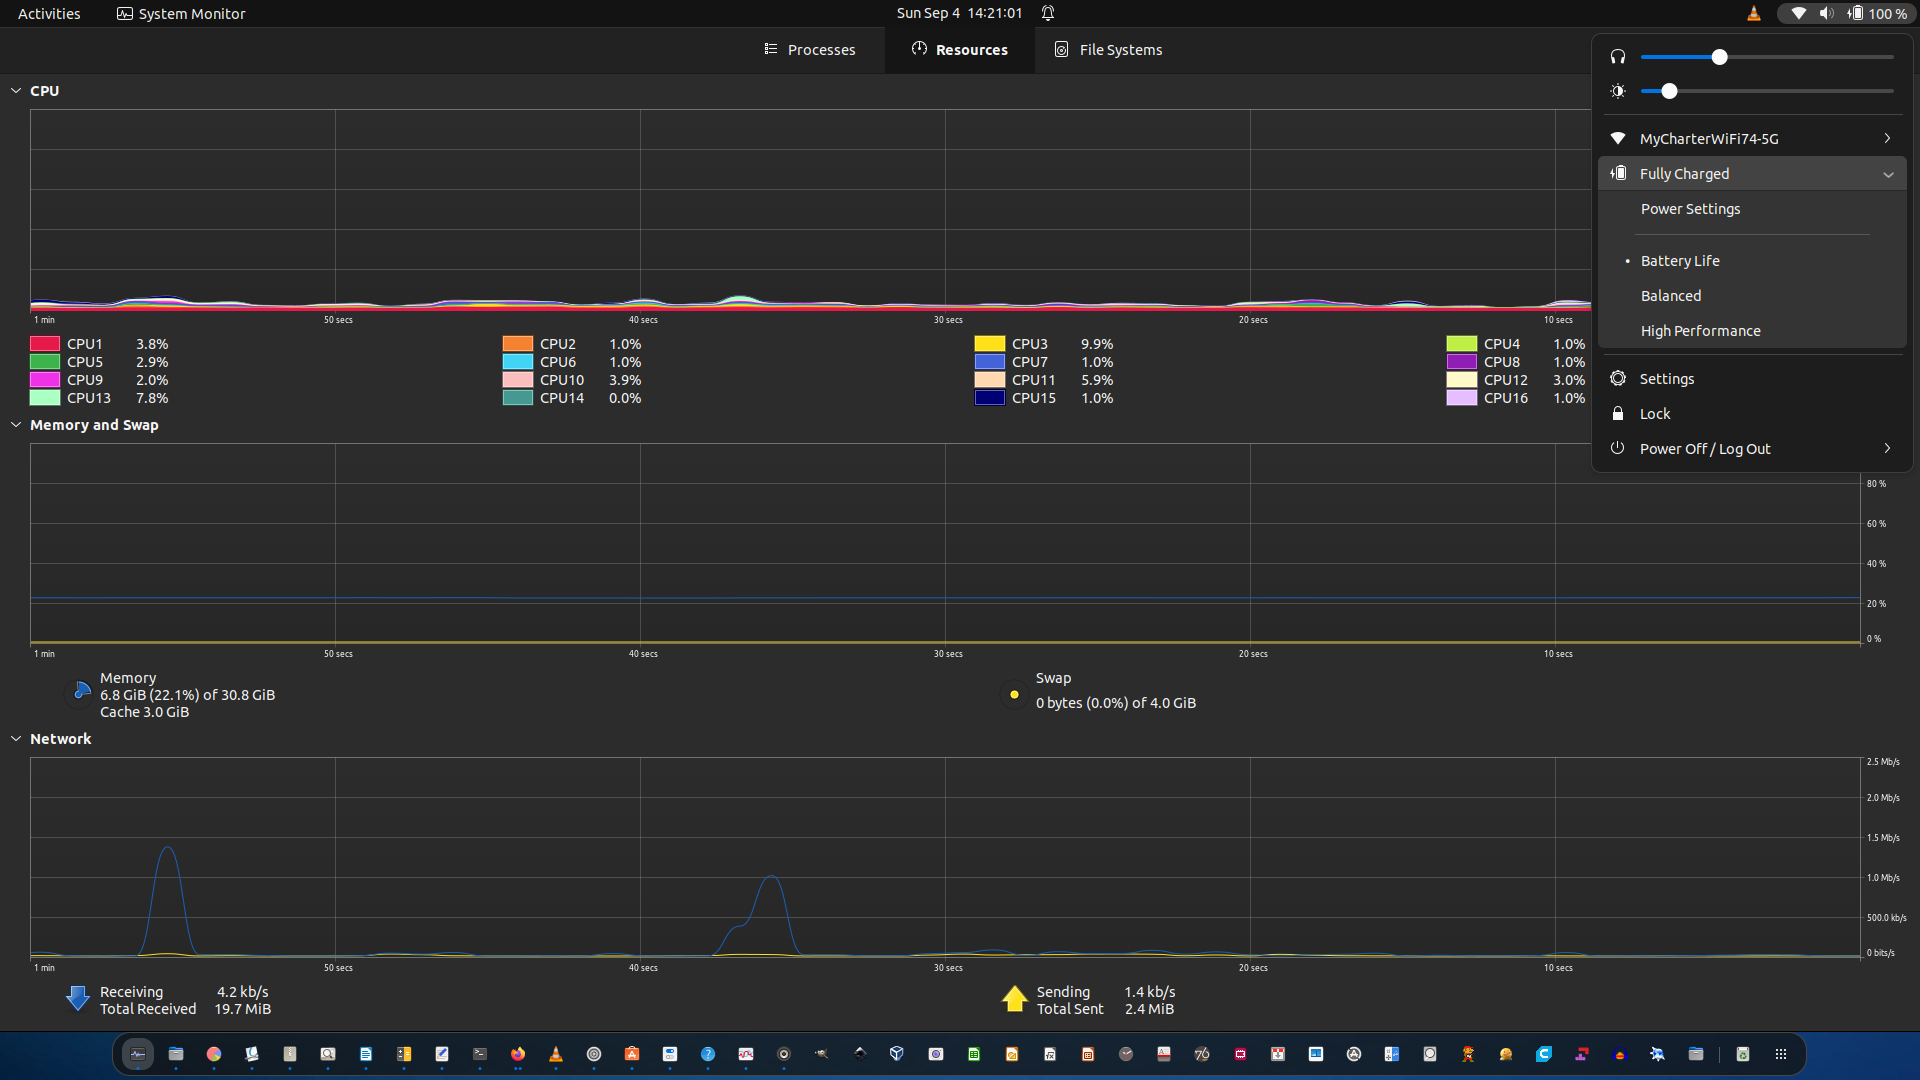 Activities System Monitor Sun Sep 4 14:21:01 100 %
Processes Resources File Systems
CPU
1 min 50 secs 40 secs 30 secs 20 secs 10 secs
CPU1 3.8% CPU2 1.0% CPU3 9.9% CPU4 1.0%
CPU5 2.9% CPU6 1.0% CPU7 1.0% CPU8 1.0%
CPU9 2.0% CPU10 3.9% CPU11 5.9% CPU12 3.0%
CPU13 7.8% CPU14 0.0% CPU15 1.0% CPU16 1.0%
MyCharterWiFi74-5G
Fully Charged
Power Settings
• Battery Life
Balanced
High Performance
Settings
Lock
Power Off / Log Out
Memory and Swap
80 %
60 %
40 %
20 %
0 %
1 min 50 secs 40 secs 30 secs 20 secs 10 secs
Memory
6.8 GiB (22.1%) of 30.8 GiB
Cache 3.0 GiB
Swap
0 bytes (0.0%) of 4.0 GiB
Network
2.5 Mb/s
2.0 Mb/s
1.5 Mb/s
1.0 Mb/s
500.0 kb/s
0 bits/s
1 min 50 secs 40 secs 30 secs 20 secs 10 secs
Receiving 4.2 kb/s
Total Received 19.7 MiB
Sending 1.4 kb/s
Total Sent 2.4 MiB
76